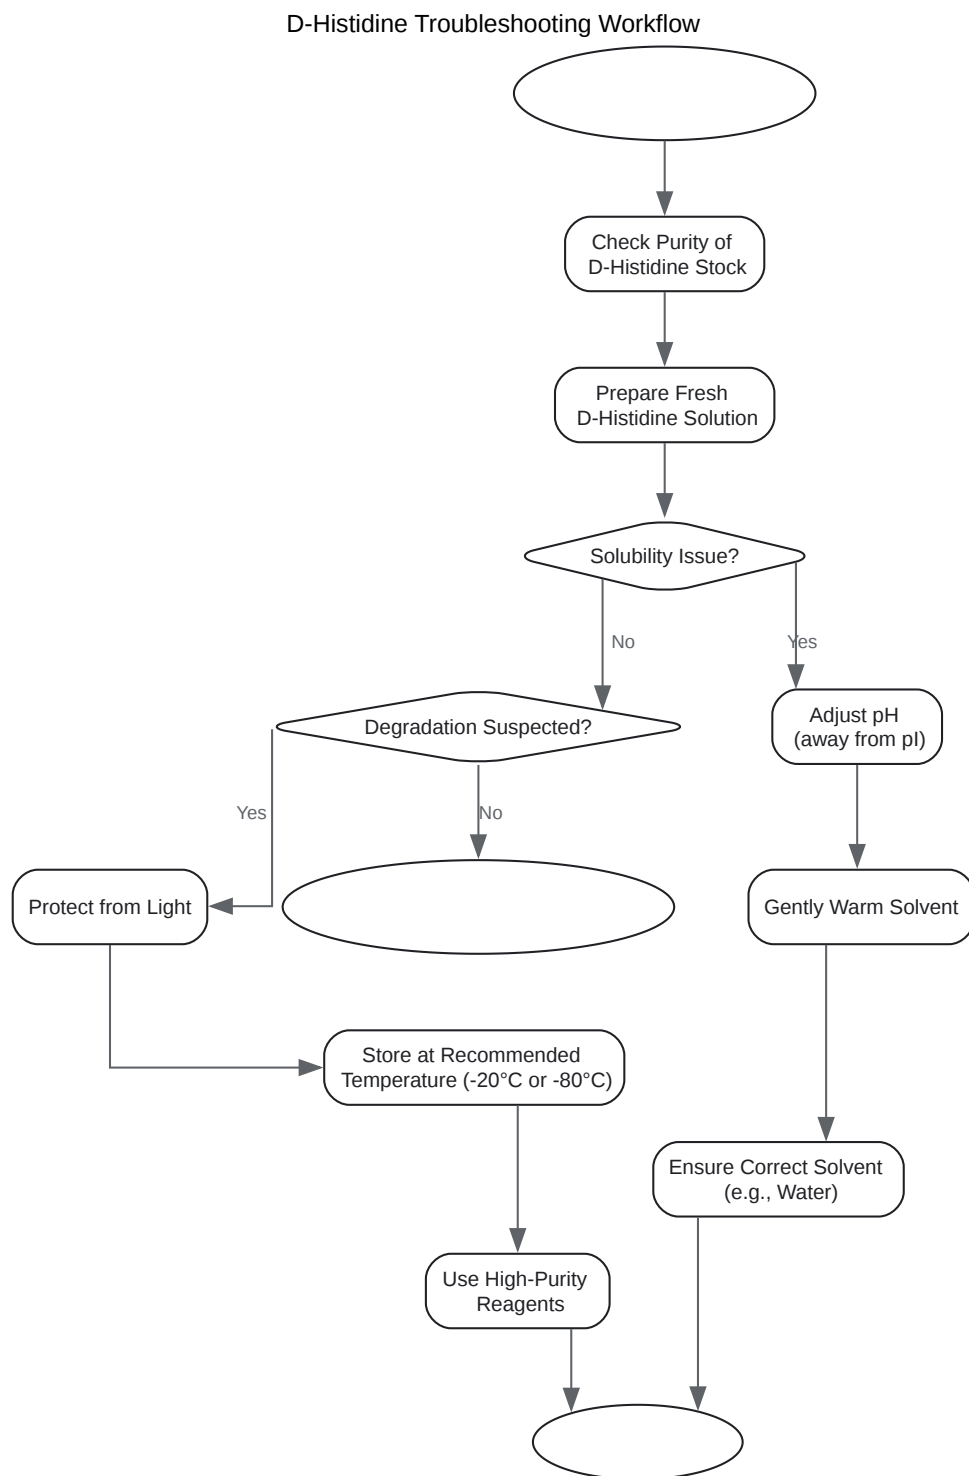 D-Histidine Troubleshooting Workflow
Check Purity of
D-Histidine Stock
Prepare Fresh
D-Histidine Solution
Solubility Issue?
No
Yes
Degradation Suspected?
Adjust pH
(away from pI)
Yes
No
Protect from Light
Gently Warm Solvent
Store at Recommended
Temperature (-20°C or -80°C)
Ensure Correct Solvent
(e.g., Water)
Use High-Purity
Reagents